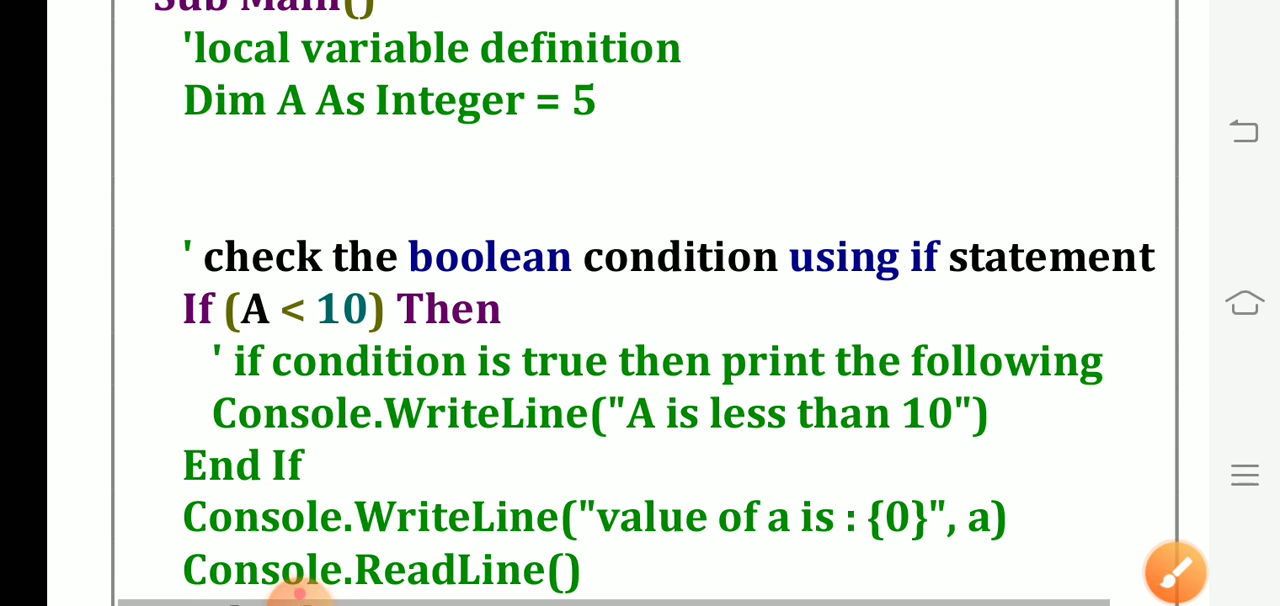 Sub Main()
'local variable definition
Dim A As Integer = 5
' check the boolean condition using if statement
If (A < 10) Then
' if condition is true then print the following
Console.WriteLine("A is less than 10")
End If
Console.WriteLine("value of a is : {0}", a)
Console.ReadLine()